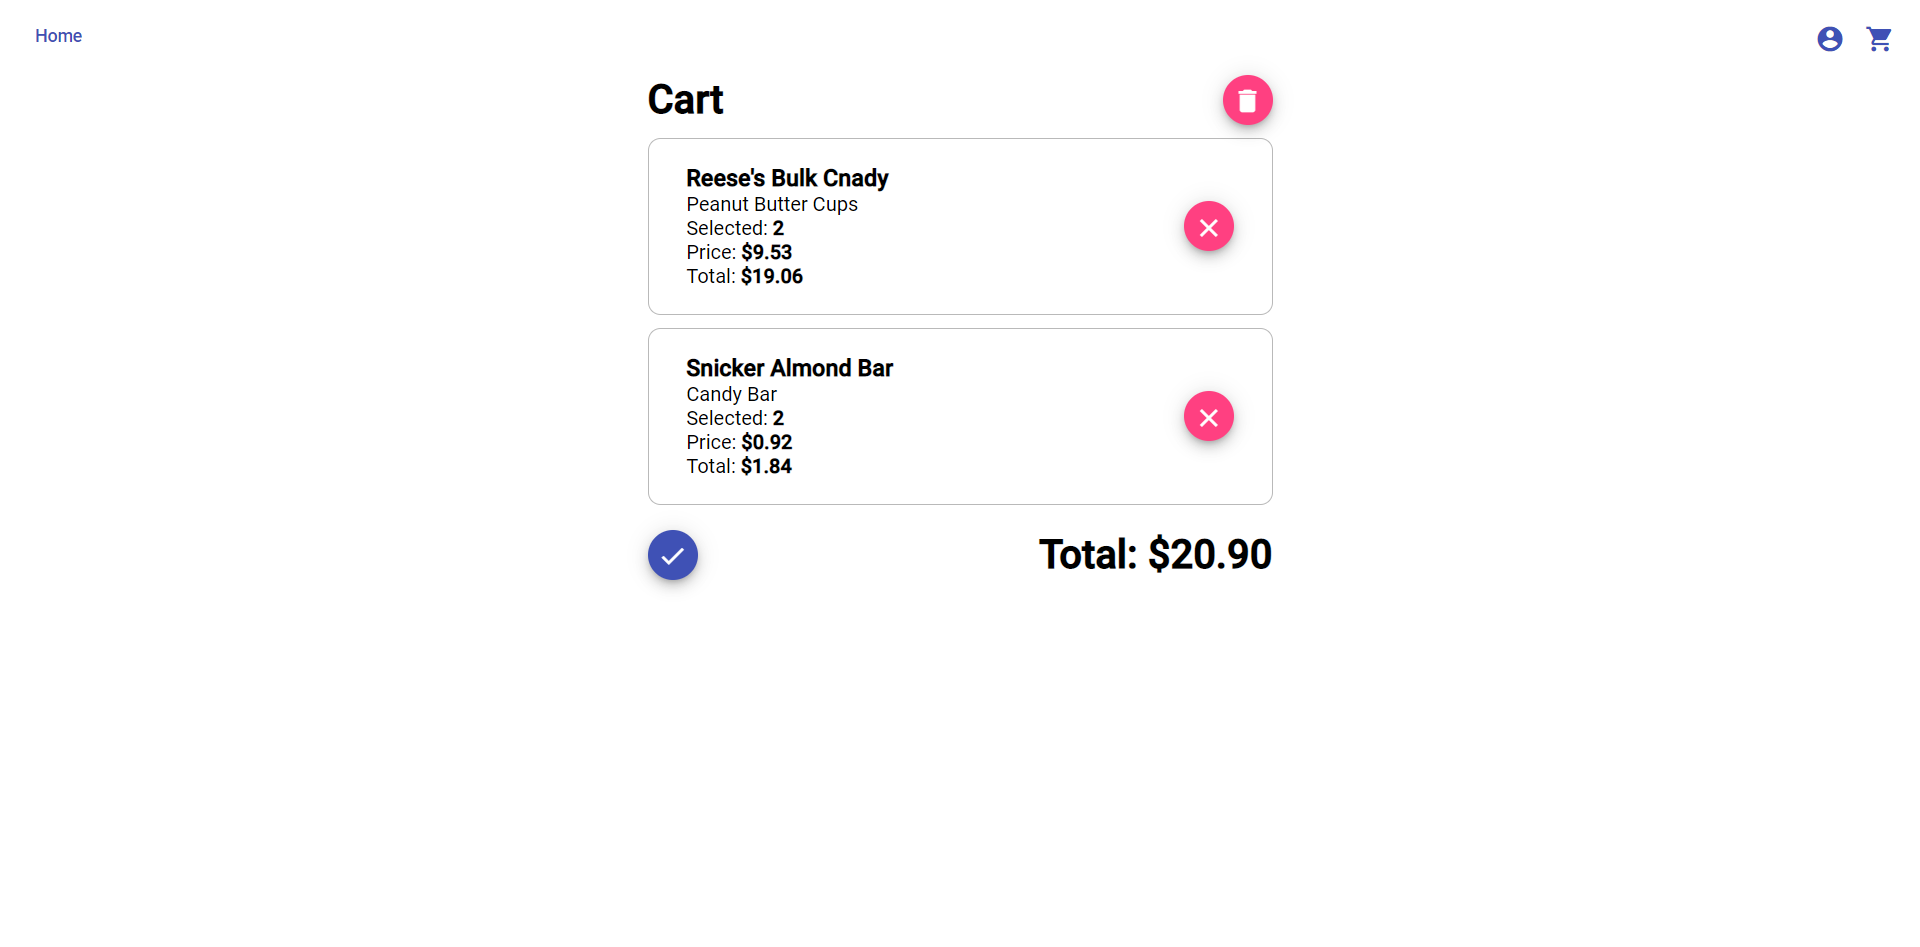 Home
Cart
Reese's Bulk Cnady
Peanut Butter Cups
Selected: 2
Price: $9.53
Total: $19.06
Snicker Almond Bar
Candy Bar
Selected: 2
Price: $0.92
Total: $1.84
Total: $20.90